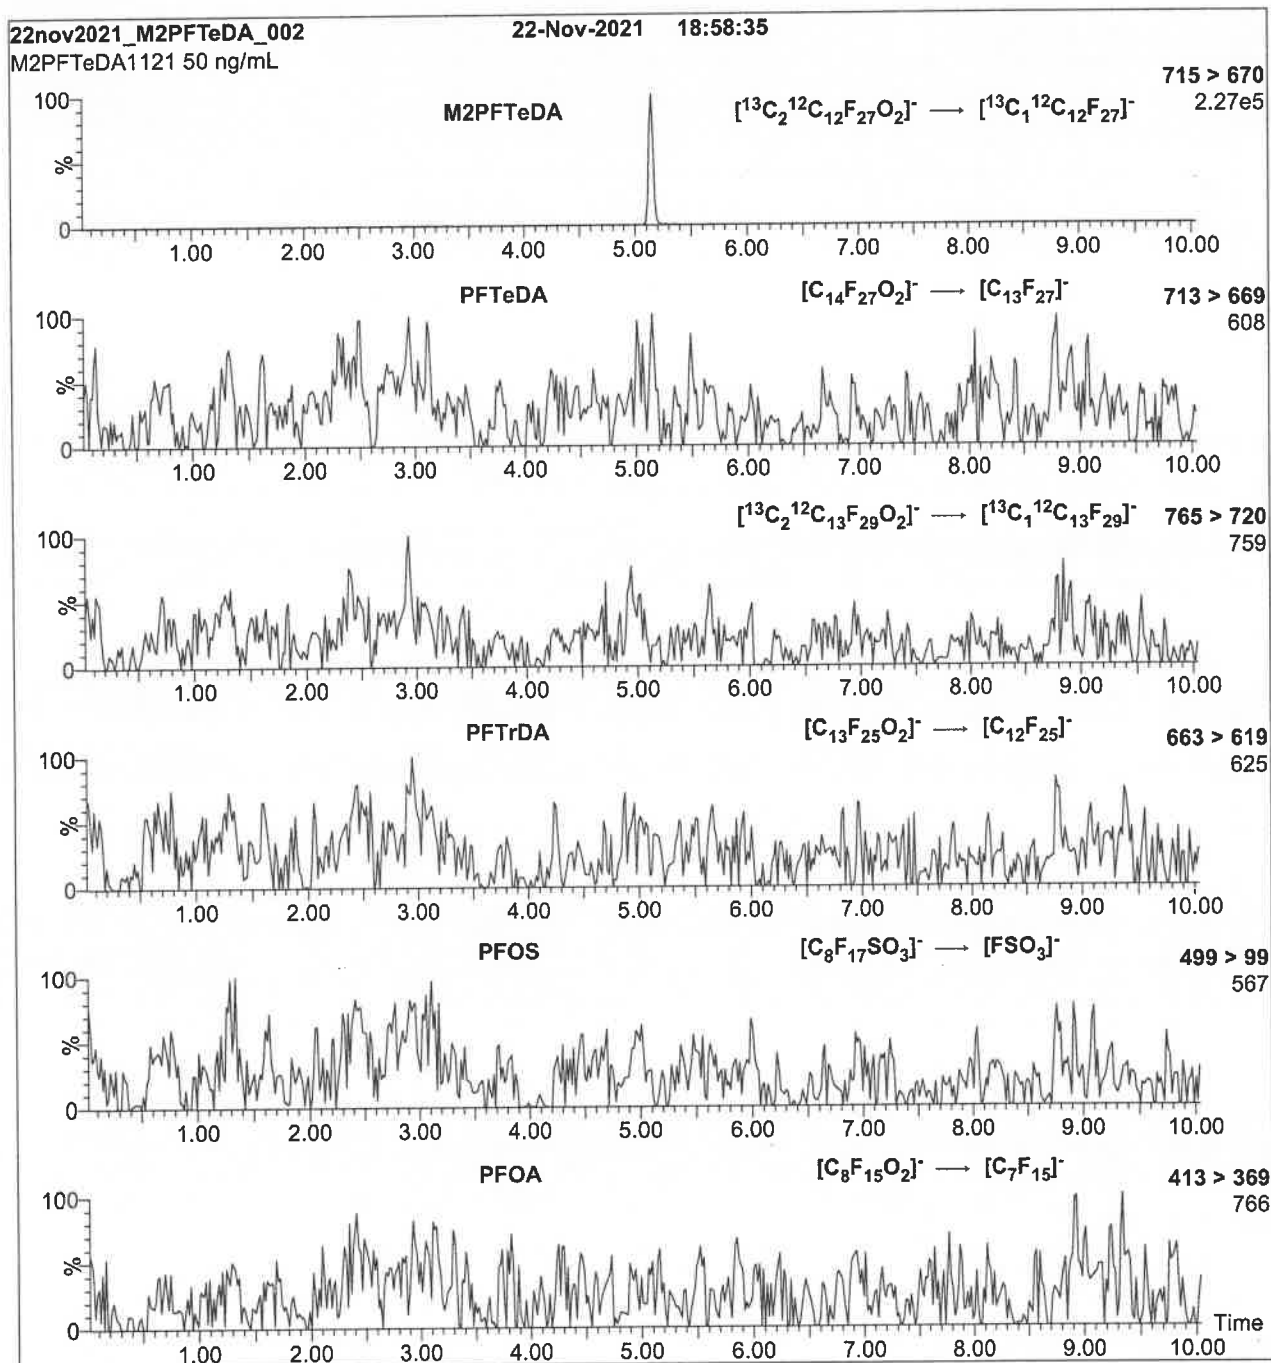 22nov2021_M2PFTeDA_002 22-Nov-2021 18:58:35
M2PFTeDA1121 50 ng/mL
715 > 670
2.27e5
M2PFTeDA [¹³C₂¹²C₁₂F₂₇O₂]⁻ → [¹³C₁¹²C₁₂F₂₇]⁻
100
%
0
1.00 2.00 3.00 4.00 5.00 6.00 7.00 8.00 9.00 10.00
PFTeDA [C₁₄F₂₇O₂]⁻ → [C₁₃F₂₇]⁻ 713 > 669
608
100
%
0
1.00 2.00 3.00 4.00 5.00 6.00 7.00 8.00 9.00 10.00
[¹³C₂¹²C₁₃F₂₉O₂]⁻ → [¹³C₁¹²C₁₃F₂₉]⁻ 765 > 720
759
100
%
0
1.00 2.00 3.00 4.00 5.00 6.00 7.00 8.00 9.00 10.00
PFTrDA [C₁₃F₂₅O₂]⁻ → [C₁₂F₂₅]⁻ 663 > 619
625
100
%
0
1.00 2.00 3.00 4.00 5.00 6.00 7.00 8.00 9.00 10.00
PFOS [C₈F₁₇SO₃]⁻ → [FSO₃]⁻ 499 > 99
567
100
%
0
1.00 2.00 3.00 4.00 5.00 6.00 7.00 8.00 9.00 10.00
PFOA [C₈F₁₅O₂]⁻ → [C₇F₁₅]⁻ 413 > 369
766
100
%
0
Time
1.00 2.00 3.00 4.00 5.00 6.00 7.00 8.00 9.00 10.00